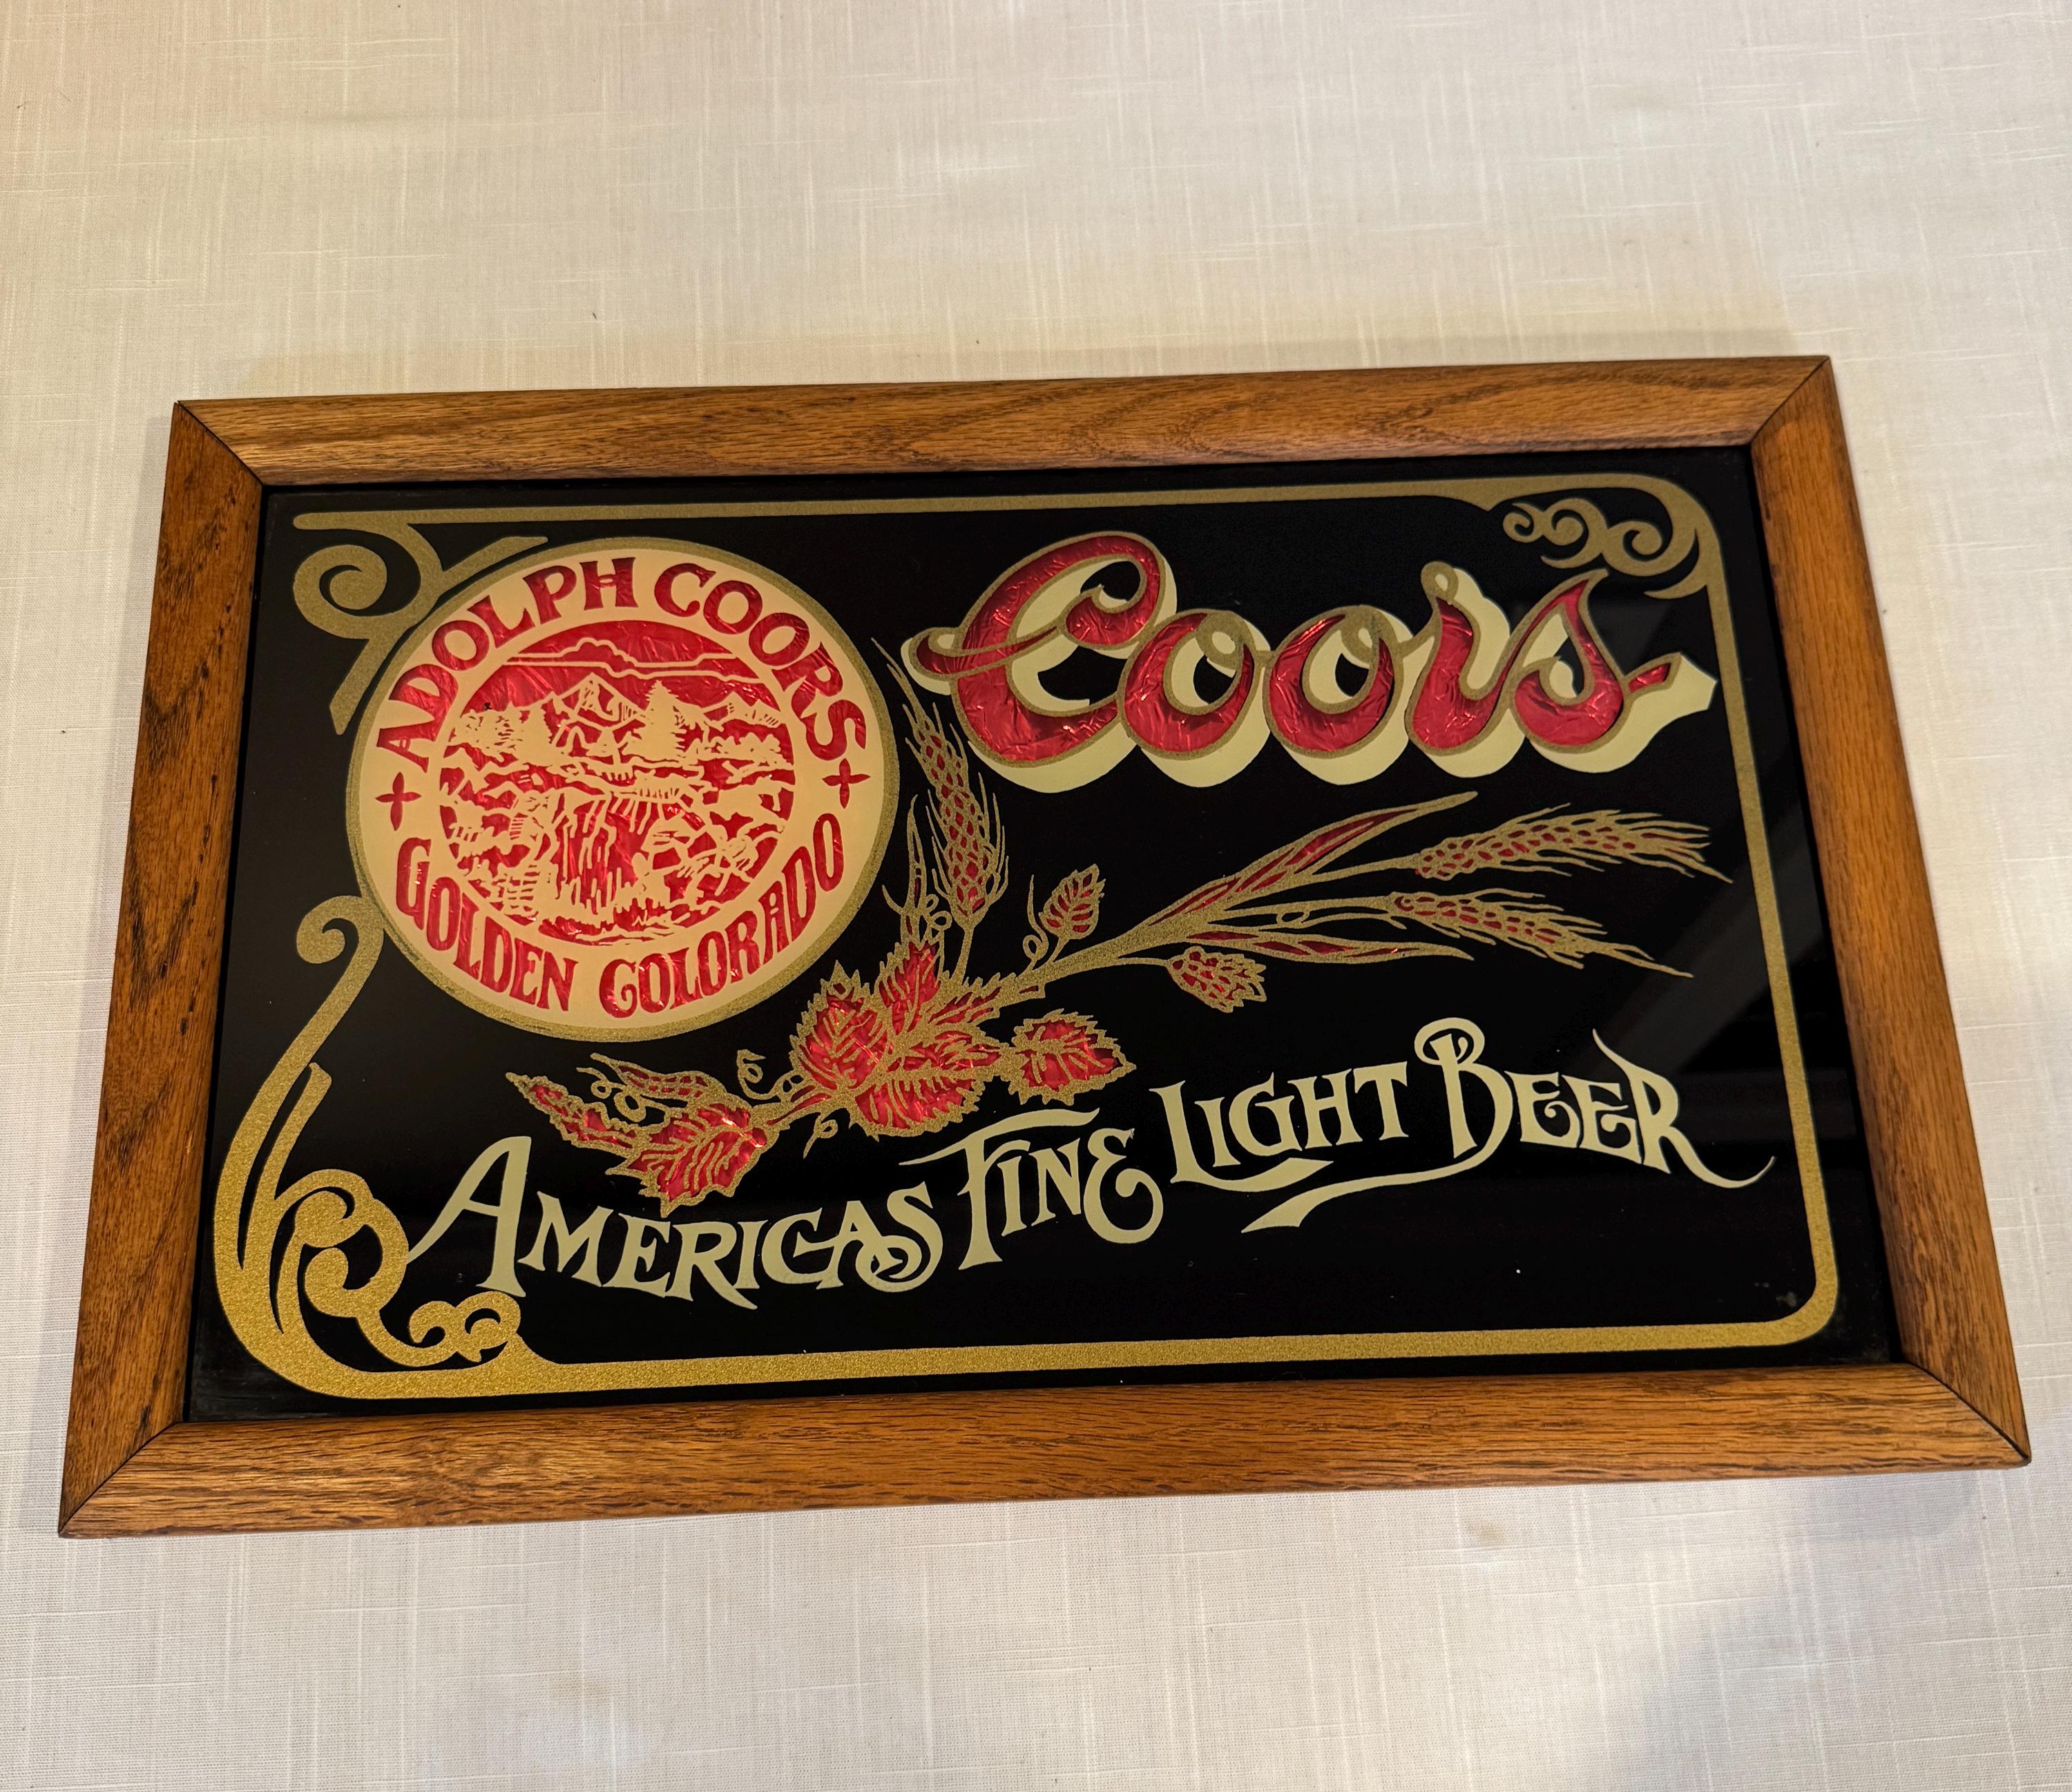 ADOLPH COORS
GOLDEN COLORADO
Coors
AMERICAS FINE LIGHT BEER